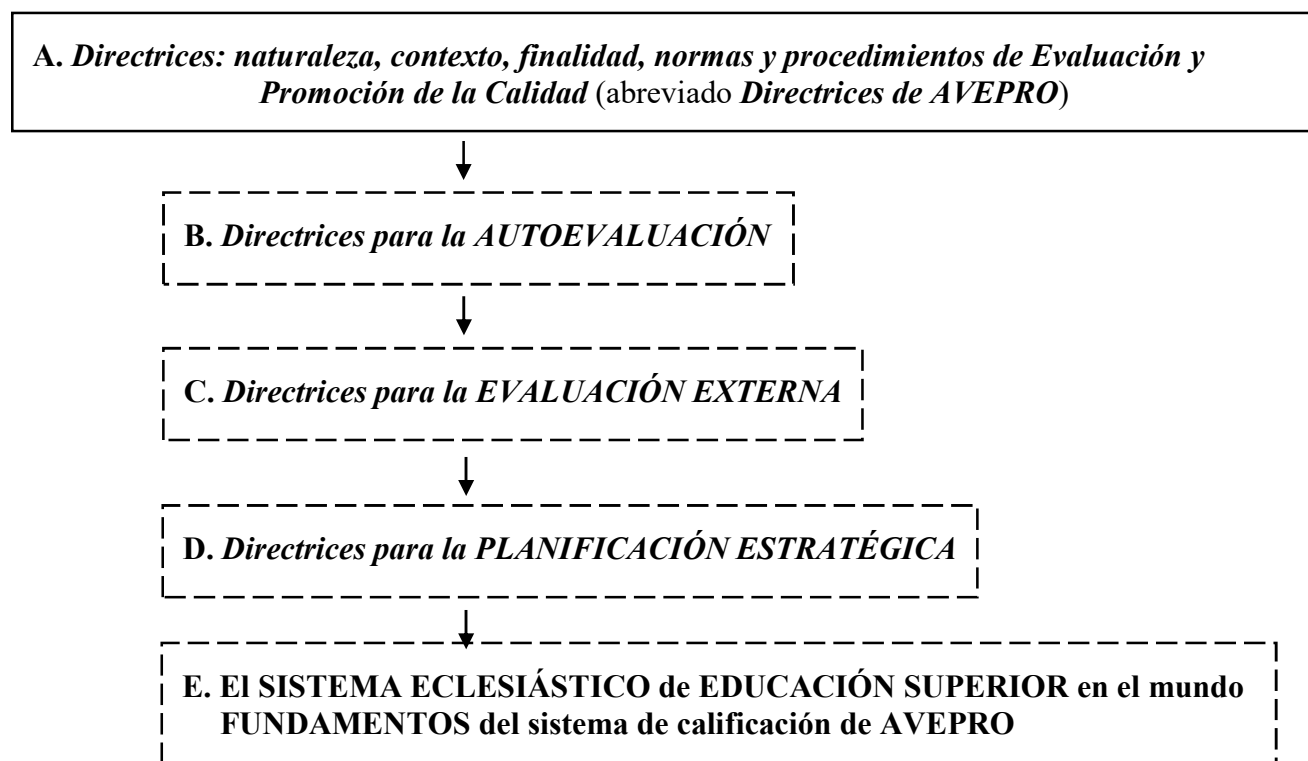 A. Directrices: naturaleza, contexto, finalidad, normas y procedimientos de Evaluación y
Promoción de la Calidad (abreviado Directrices de AVEPRO)
B. Directrices para la AUTOEVALUACIÓN
C. Directrices para la EVALUACIÓN EXTERNA
D. Directrices para la PLANIFICACIÓN ESTRATÉGICA
E. El SISTEMA ECLESIÁSTICO de EDUCACIÓN SUPERIOR en el mundo
FUNDAMENTOS del sistema de calificación de AVEPRO